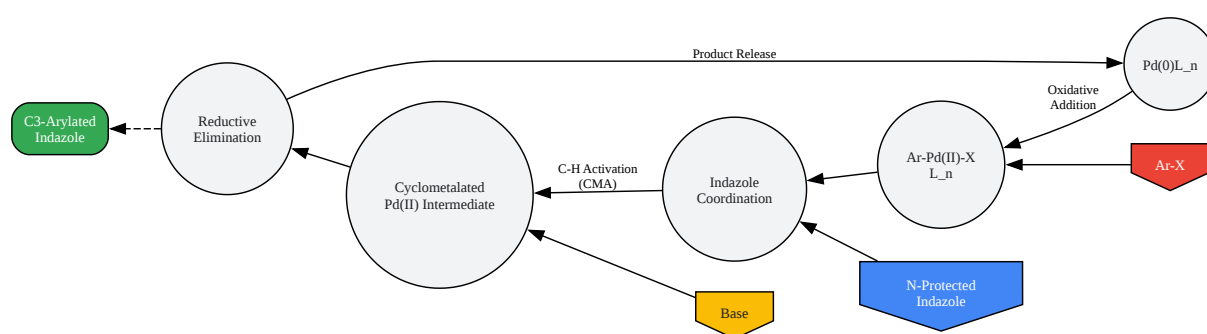 Product Release
Pd(0)L_n
Oxidative
Addition
C3-Arylated
Indazole
Reductive
Elimination
Ar-Pd(II)-X
L_n
Ar-X
C-H Activation
(CMA)
Cyclometalated
Pd(II) Intermediate
Indazole
Coordination
N-Protected
Indazole
Base